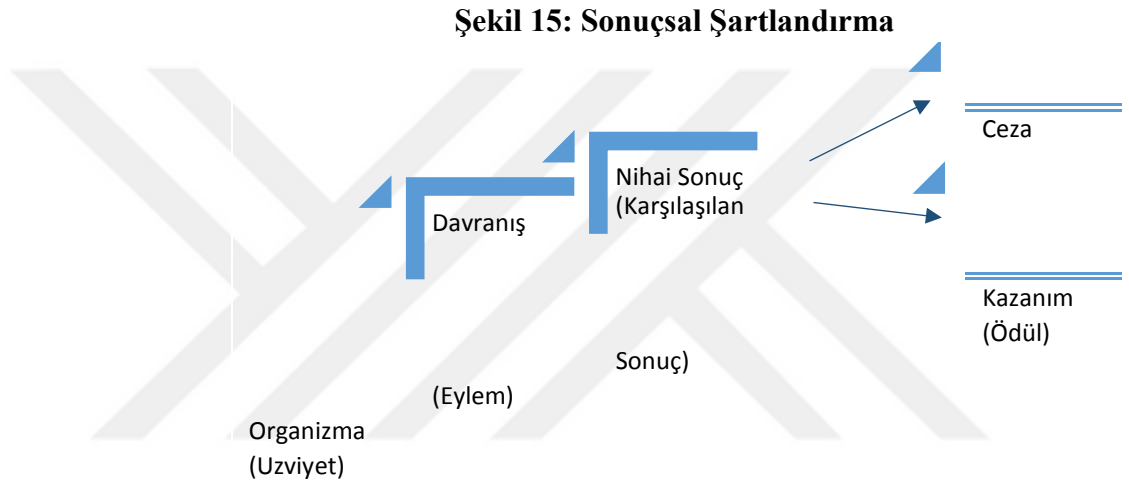 Şekil 15: Sonuçsal Şartlandırma
Organizma
(Uzviyet)
Davranış
(Eylem)
Nihai Sonuç
(Karşılaşılan
Sonuç)
Ceza
Kazanım
(Ödül)